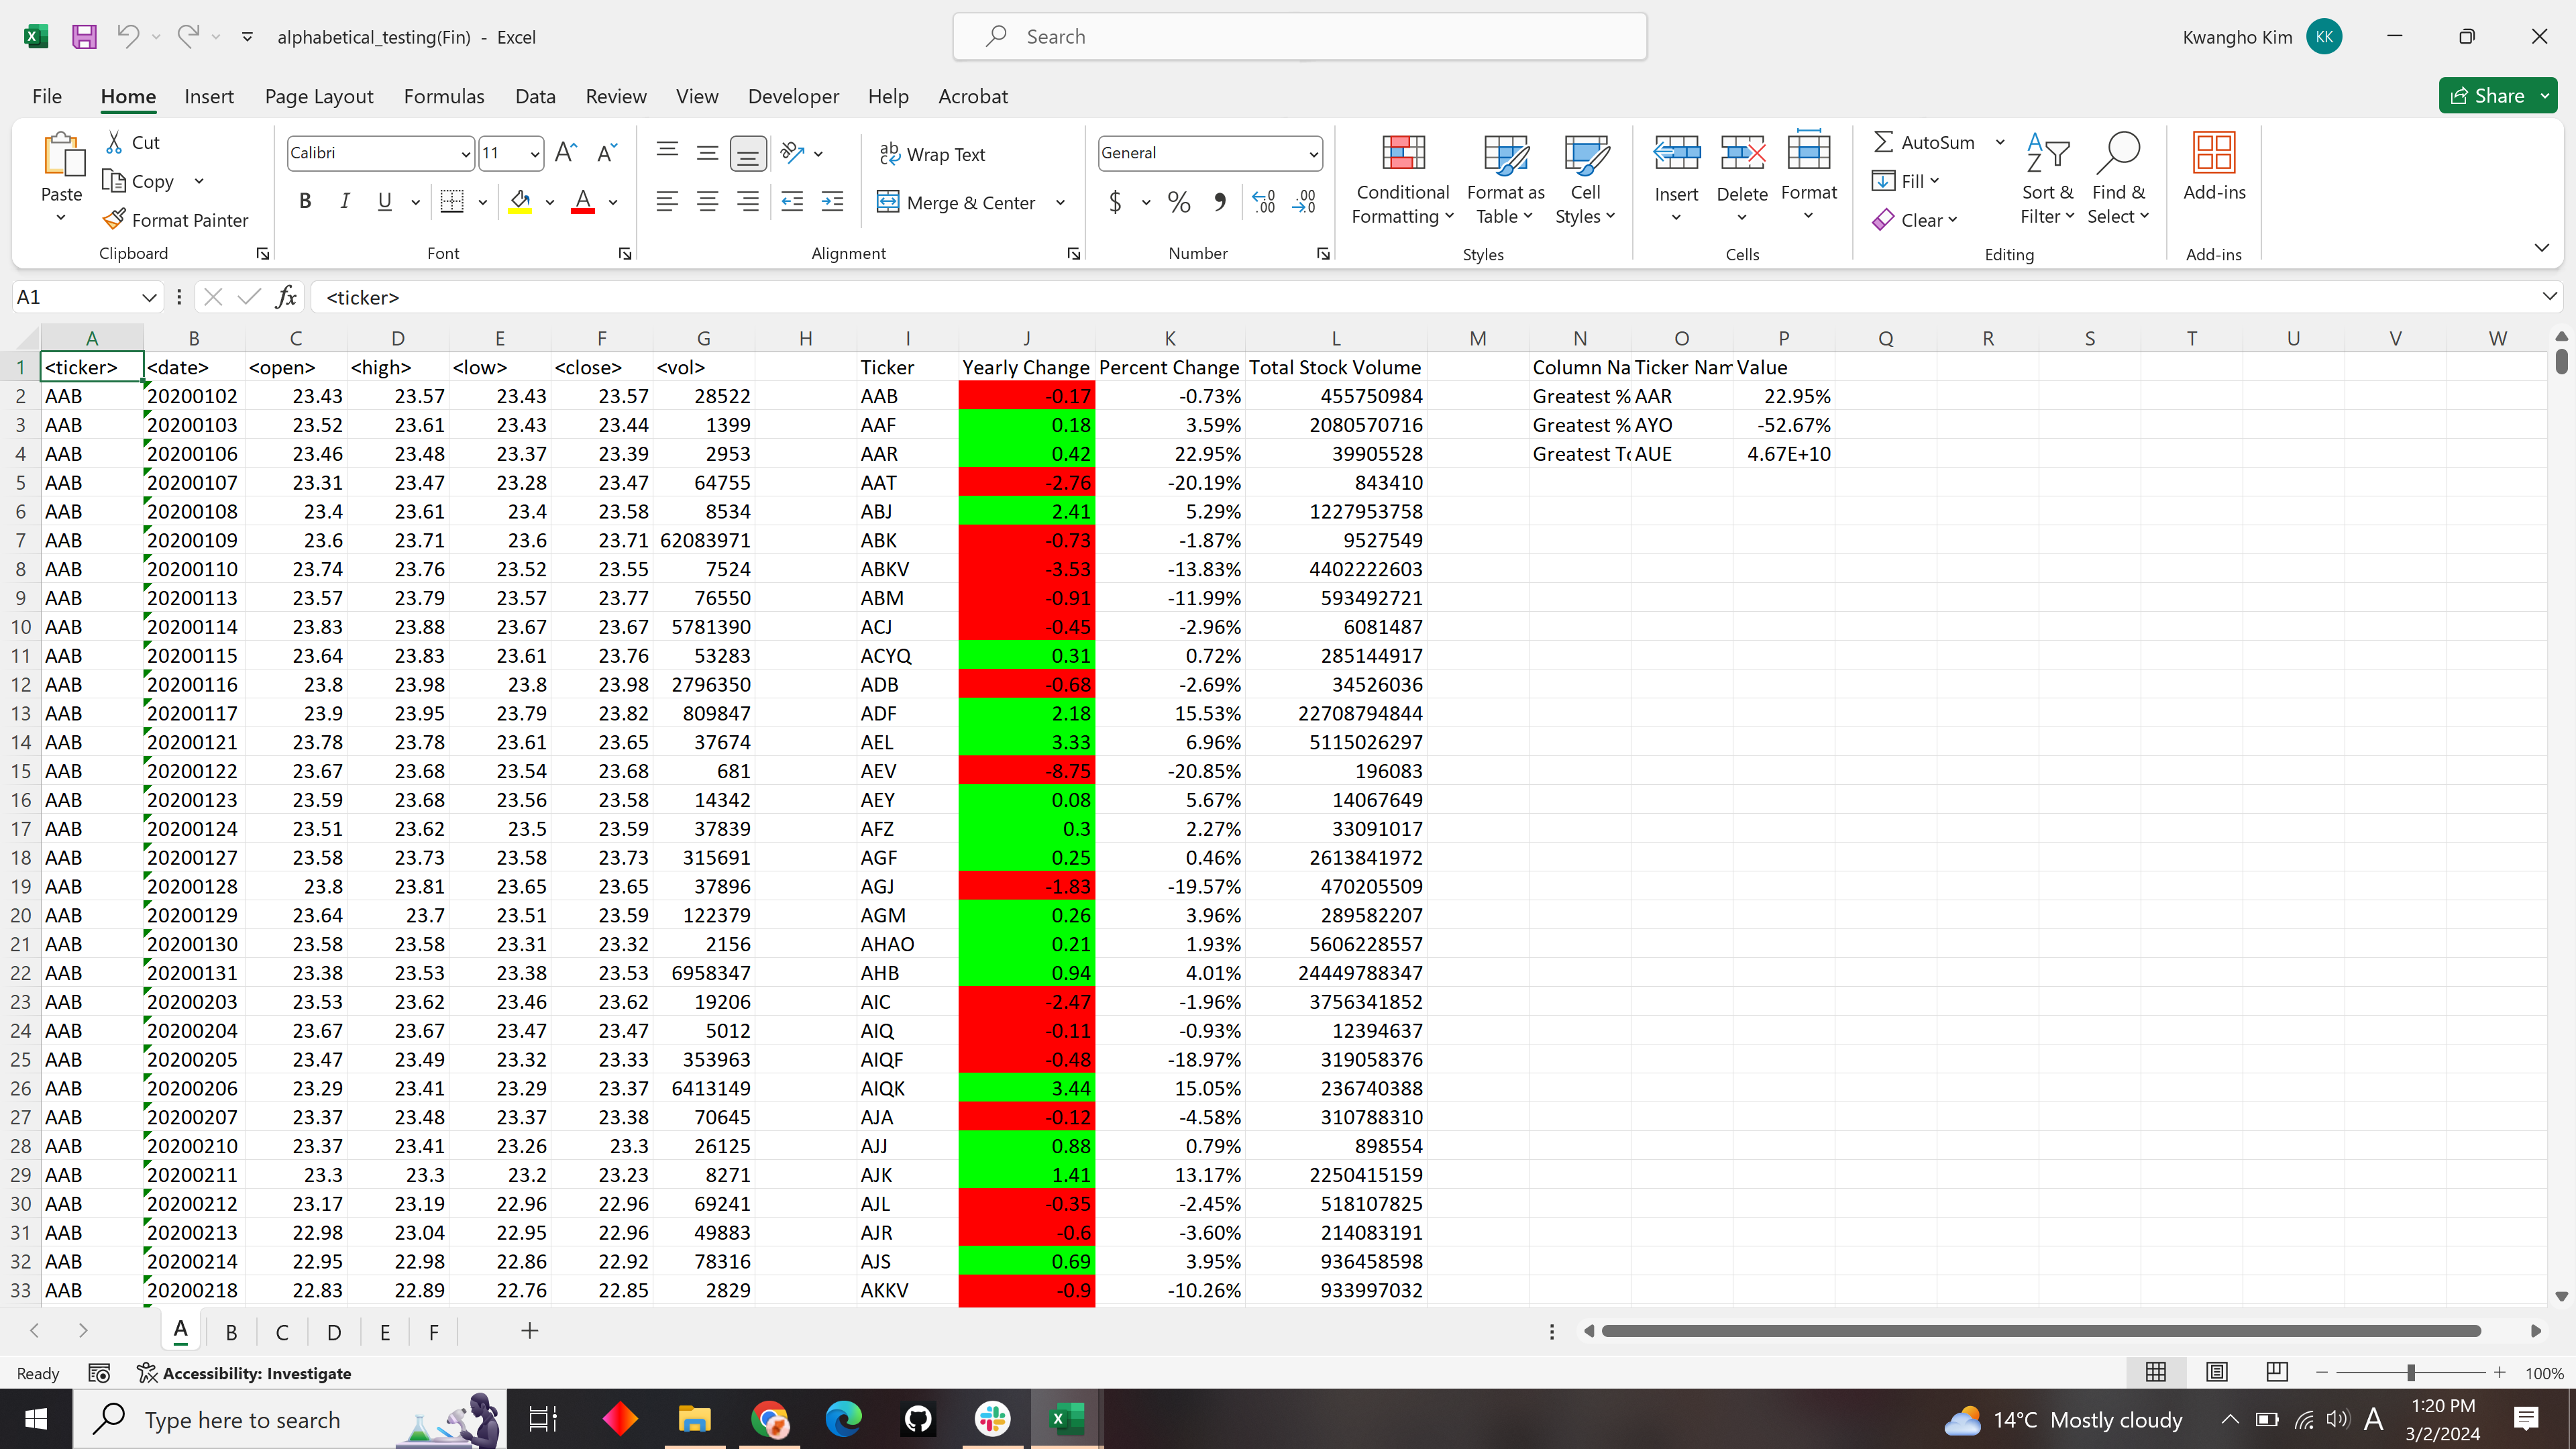 alphabetical_testing(Fin) - Excel
Search
Kwangho Kim KK
File Home Insert Page Layout Formulas Data Review View Developer Help Acrobat Share
Paste Cut Copy Format Painter Clipboard
Calibri 11 B I U A Font
Wrap Text Merge & Center Alignment
General $ % Number
Conditional Formatting Format as Table Cell Styles Styles
Insert Delete Format Cells
AutoSum Fill Clear Sort & Filter Find & Select Editing
Add-ins Add-ins
A1 fx <ticker>
A B C D E F G H I J K L M N O P Q R S T U V W
1 <ticker> <date> <open> <high> <low> <close> <vol> Ticker Yearly Change Percent Change Total Stock Volume Column Na Ticker Nam Value
2 AAB 20200102 23.43 23.57 23.43 23.57 28522 AAB -0.17 -0.73% 455750984 Greatest % AAR 22.95%
3 AAB 20200103 23.52 23.61 23.43 23.44 1399 AAF 0.18 3.59% 2080570716 Greatest % AYO -52.67%
4 AAB 20200106 23.46 23.48 23.37 23.39 2953 AAR 0.42 22.95% 39905528 Greatest To AUE 4.67E+10
5 AAB 20200107 23.31 23.47 23.28 23.47 64755 AAT -2.76 -20.19% 843410
6 AAB 20200108 23.4 23.61 23.4 23.58 8534 ABJ 2.41 5.29% 1227953758
7 AAB 20200109 23.6 23.71 23.6 23.71 62083971 ABK -0.73 -1.87% 9527549
8 AAB 20200110 23.74 23.76 23.52 23.55 7524 ABKV -3.53 -13.83% 4402222603
9 AAB 20200113 23.57 23.79 23.57 23.77 76550 ABM -0.91 -11.99% 593492721
10 AAB 20200114 23.83 23.88 23.67 23.67 5781390 ACJ -0.45 -2.96% 6081487
11 AAB 20200115 23.64 23.83 23.61 23.76 53283 ACYQ 0.31 0.72% 285144917
12 AAB 20200116 23.8 23.98 23.8 23.98 2796350 ADB -0.68 -2.69% 34526036
13 AAB 20200117 23.9 23.95 23.79 23.82 809847 ADF 2.18 15.53% 22708794844
14 AAB 20200121 23.78 23.78 23.61 23.65 37674 AEL 3.33 6.96% 5115026297
15 AAB 20200122 23.67 23.68 23.54 23.68 681 AEV -8.75 -20.85% 196083
16 AAB 20200123 23.59 23.68 23.56 23.58 14342 AEY 0.08 5.67% 14067649
17 AAB 20200124 23.51 23.62 23.5 23.59 37839 AFZ 0.3 2.27% 33091017
18 AAB 20200127 23.58 23.73 23.58 23.73 315691 AGF 0.25 0.46% 2613841972
19 AAB 20200128 23.8 23.81 23.65 23.65 37896 AGJ -1.83 -19.57% 470205509
20 AAB 20200129 23.64 23.7 23.51 23.59 122379 AGM 0.26 3.96% 289582207
21 AAB 20200130 23.58 23.58 23.31 23.32 2156 AHAO 0.21 1.93% 5606228557
22 AAB 20200131 23.38 23.53 23.38 23.53 6958347 AHB 0.94 4.01% 24449788347
23 AAB 20200203 23.53 23.62 23.46 23.62 19206 AIC -2.47 -1.96% 3756341852
24 AAB 20200204 23.67 23.67 23.47 23.47 5012 AIQ -0.11 -0.93% 12394637
25 AAB 20200205 23.47 23.49 23.32 23.33 353963 AIQF -0.48 -18.97% 319058376
26 AAB 20200206 23.29 23.41 23.29 23.37 6413149 AIQK 3.44 15.05% 236740388
27 AAB 20200207 23.37 23.48 23.37 23.38 70645 AJA -0.12 -4.58% 310788310
28 AAB 20200210 23.37 23.41 23.26 23.3 26125 AJJ 0.88 0.79% 898554
29 AAB 20200211 23.3 23.3 23.2 23.23 8271 AJK 1.41 13.17% 2250415159
30 AAB 20200212 23.17 23.19 22.96 22.96 69241 AJL -0.35 -2.45% 518107825
31 AAB 20200213 22.98 23.04 22.95 22.96 49883 AJR -0.6 -3.60% 214083191
32 AAB 20200214 22.95 22.98 22.86 22.92 78316 AJS 0.69 3.95% 936458598
33 AAB 20200218 22.83 22.89 22.76 22.85 2829 AKKV -0.9 -10.26% 933997032
A B C D E F
Ready Accessibility: Investigate 100%
Type here to search 14°C Mostly cloudy A 1:20 PM
3/2/2024